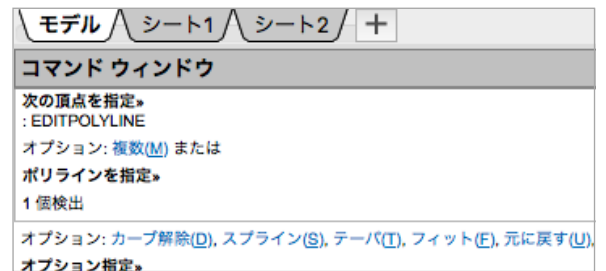 モデル シート1 シート2 +
コマンド ウィンドウ
次の頂点を指定»
: EDITPOLYLINE
オプション: 複数(M) または
ポリラインを指定»
1 個検出
オプション: カーブ解除(D), スプライン(S), テーパ(T), フィット(F), 元に戻す(U),
オプション指定»